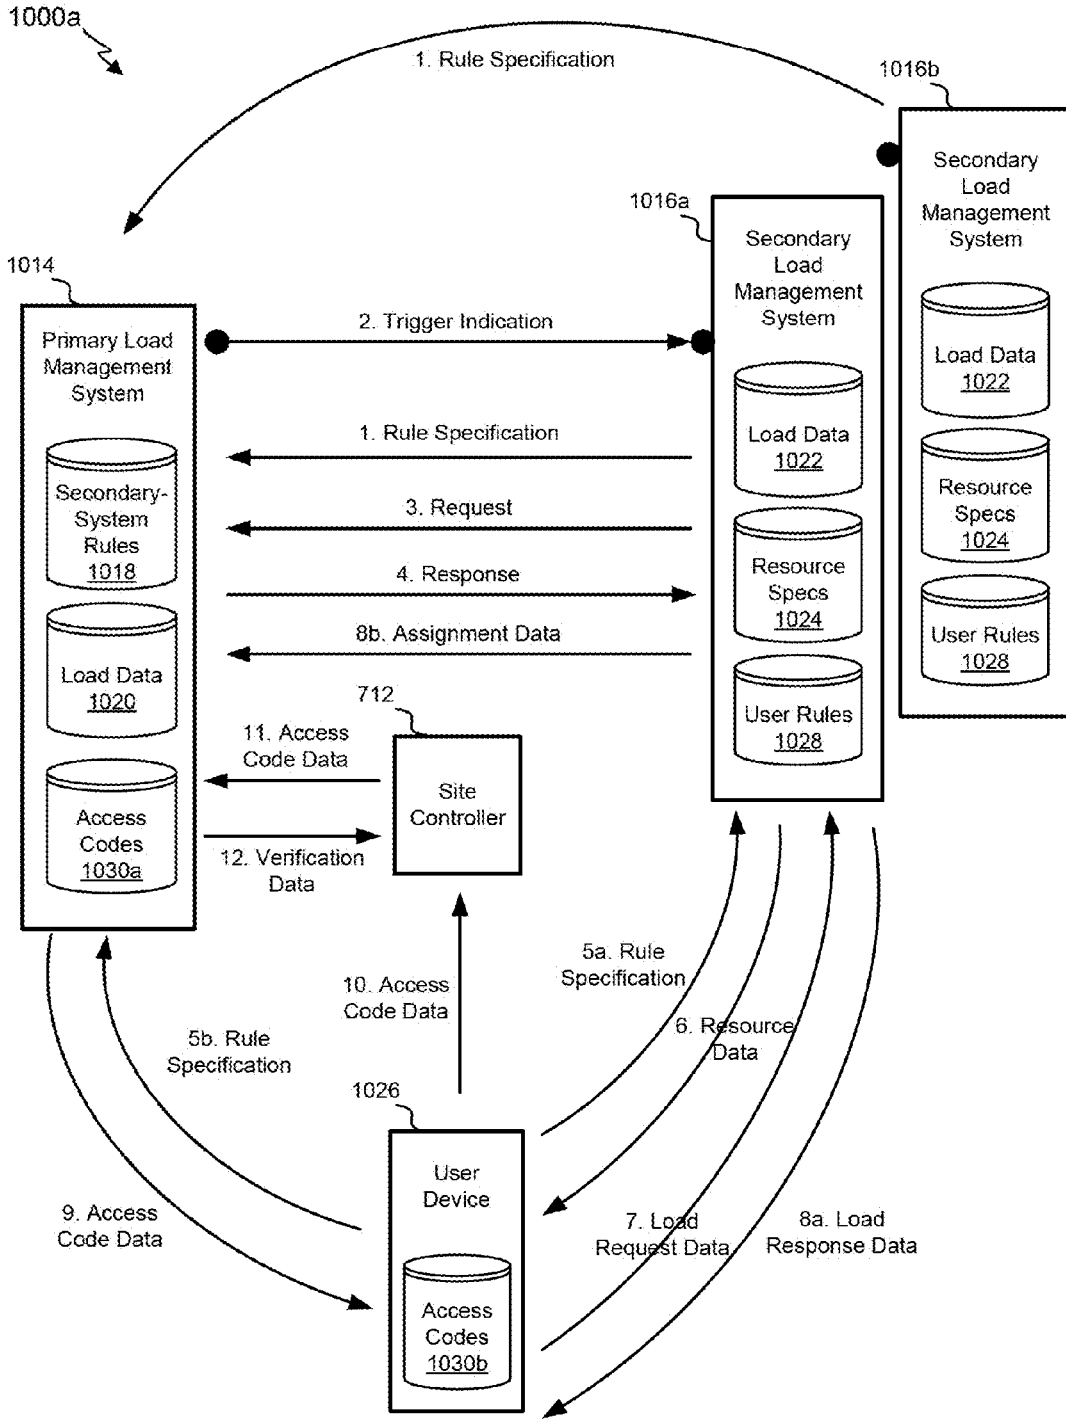 1000a
1. Rule Specification
1016b
Secondary
Load
Management
System
Load Data
1022
Resource
Specs
1024
User Rules
1028
1016a
Secondary
Load
Management
System
Load Data
1022
Resource
Specs
1024
User Rules
1028
1014
Primary Load
Management
System
Secondary-
System
Rules
1018
Load Data
1020
Access
Codes
1030a
2. Trigger Indication
1. Rule Specification
3. Request
4. Response
8b. Assignment Data
712
Site
Controller
11. Access
Code Data
12. Verification
Data
10. Access
Code Data
5a. Rule
Specification
6. Resource
Data
5b. Rule
Specification
1026
User
Device
Access
Codes
1030b
9. Access
Code Data
7. Load
Request Data
8a. Load
Response Data